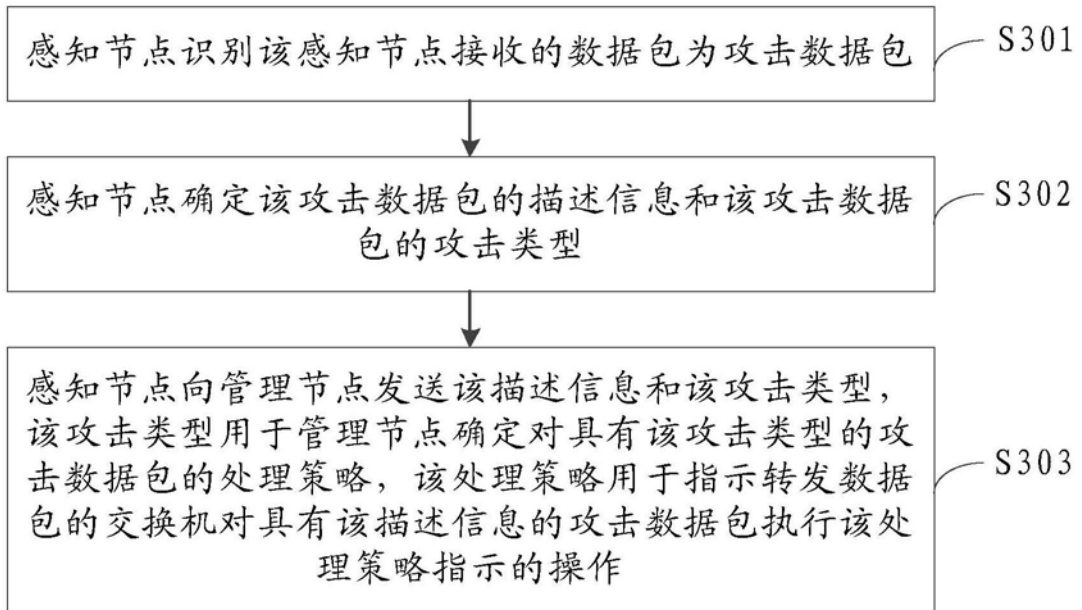 感知节点识别该感知节点接收的数据包为攻击数据包
S301
感知节点确定该攻击数据包的描述信息和该攻击数据
包的攻击类型
S302
感知节点向管理节点发送该描述信息和该攻击类型，
该攻击类型用于管理节点确定对具有该攻击类型的攻
击数据包的处理策略，该处理策略用于指示转发数据
包的交换机对具有该描述信息的攻击数据包执行该处
理策略指示的操作
S303